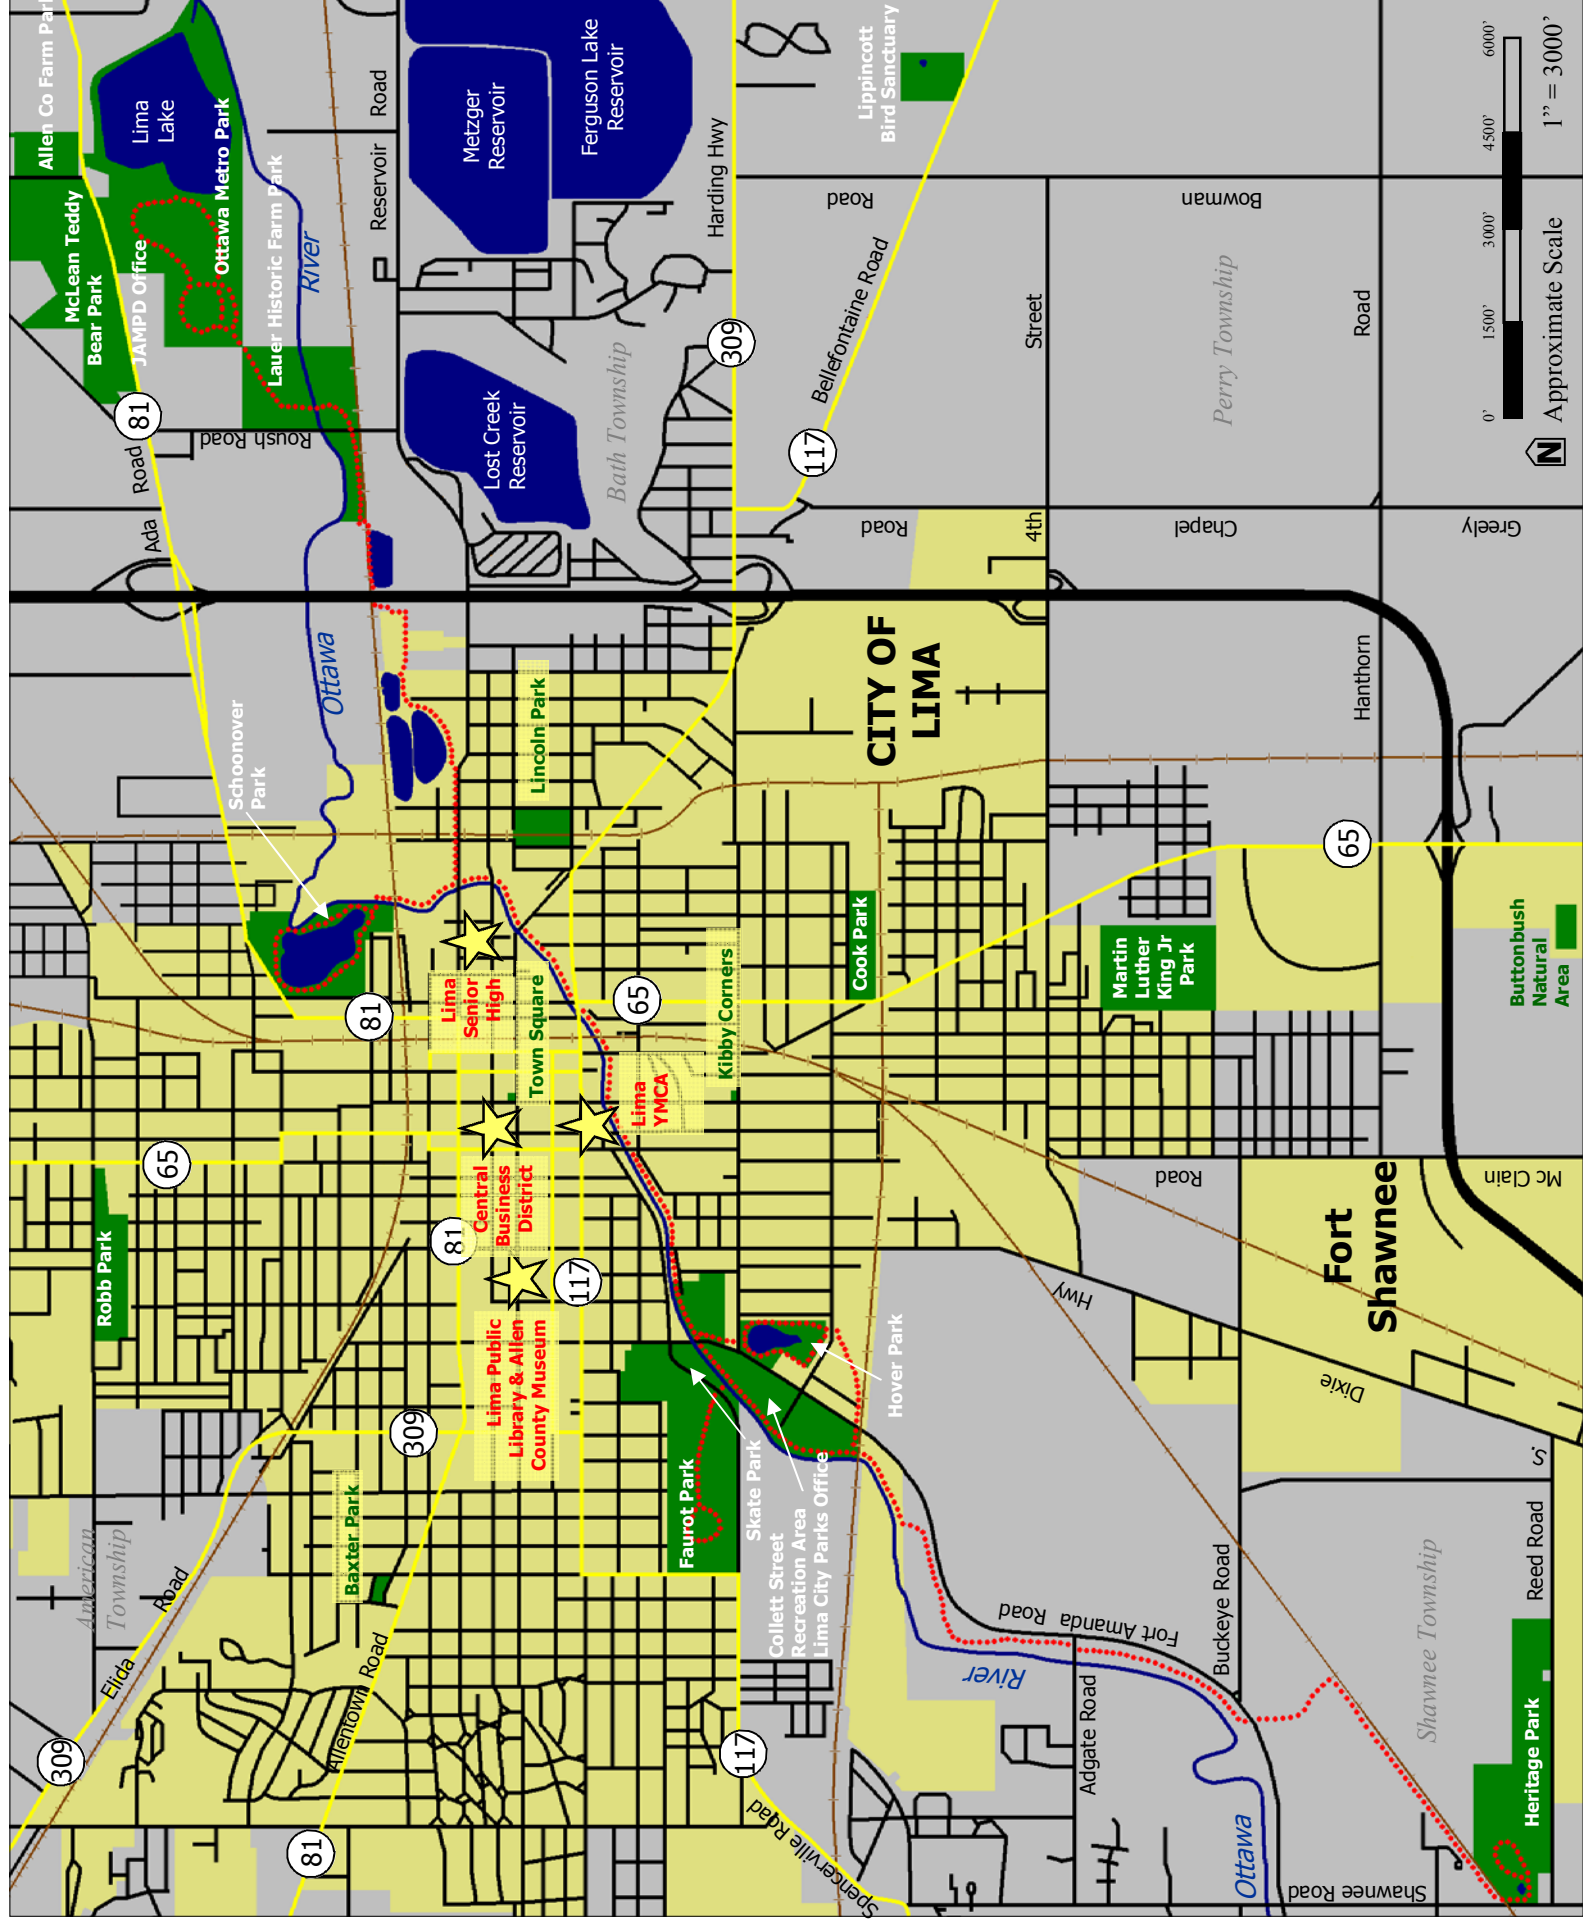 Allen Co Farm Park
McLean Teddy
Bear Park
JAMPD Office
Lima
Lake
Ottawa Metro Park
Lauer Historic Farm Park
River
Reservoir
Road
Metzger
Reservoir
Ferguson Lake
Reservoir
Harding Hwy
Lippincott
Bird Sanctuary
Road
Bowman
Bellefontaine Road
Street
Perry Township
Road
309
117
81
Ada
Road
Roush Road
Lost Creek
Reservoir
Bath Township
Road
4th
Chapel
Greely
0'
1500'
3000'
4500'
6000'
Approximate Scale
1” = 3000’
N
Ottawa
Schoonover
Park
Lincoln Park
CITY OF
LIMA
Hanthorn
65
Lima
Senior
High
Town Square
81
65
Kibby Corners
Cook Park
Martin
Luther
King Jr
Park
Buttonbush
Natural
Area
Lima
YMCA
65
Robb Park
Central
Business
District
81
117
Lima Public
Library & Allen
County Museum
309
Baxter Park
Faurot Park
Skate Park
Collett Street
Recreation Area
Lima City Parks Office
Hover Park
Road
Mc Clain
Fort
Shawnee
Hwy
Dixie
S.
American
Township
Elida
Road
309
Allentown Road
81
117
Spencerville Road
River
Fort Amanda Road
Adgate Road
Buckeye Road
Shawnee Township
Reed Road
Heritage Park
Ottawa
Shawnee Road